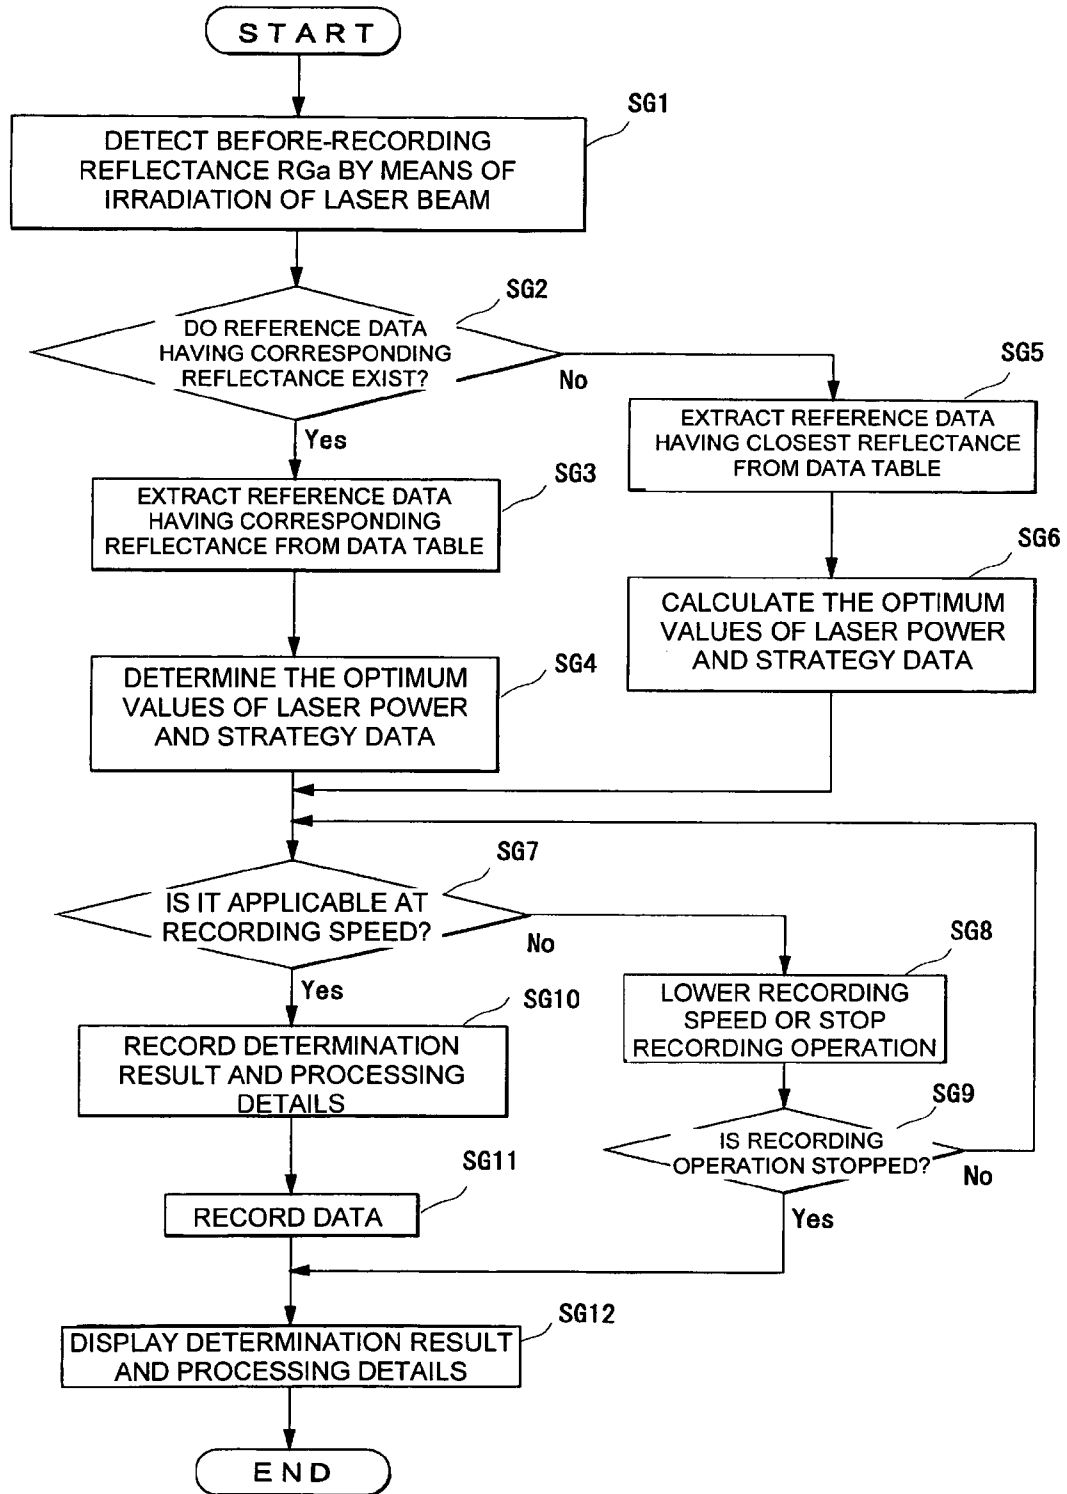 START
SG1
DETECT BEFORE-RECORDING
REFLECTANCE RGa BY MEANS OF
IRRADIATION OF LASER BEAM
SG2
DO REFERENCE DATA
HAVING CORRESPONDING
REFLECTANCE EXIST?
No
Yes
SG5
EXTRACT REFERENCE DATA
HAVING CLOSEST REFLECTANCE
FROM DATA TABLE
SG3
EXTRACT REFERENCE DATA
HAVING CORRESPONDING
REFLECTANCE FROM DATA TABLE
SG6
CALCULATE THE OPTIMUM
VALUES OF LASER POWER
AND STRATEGY DATA
SG4
DETERMINE THE OPTIMUM
VALUES OF LASER POWER
AND STRATEGY DATA
SG7
IS IT APPLICABLE AT
RECORDING SPEED?
No
Yes
SG8
LOWER RECORDING
SPEED OR STOP
RECORDING OPERATION
SG10
RECORD DETERMINATION
RESULT AND PROCESSING
DETAILS
SG9
IS RECORDING
OPERATION STOPPED?
No
Yes
SG11
RECORD DATA
SG12
DISPLAY DETERMINATION RESULT
AND PROCESSING DETAILS
END